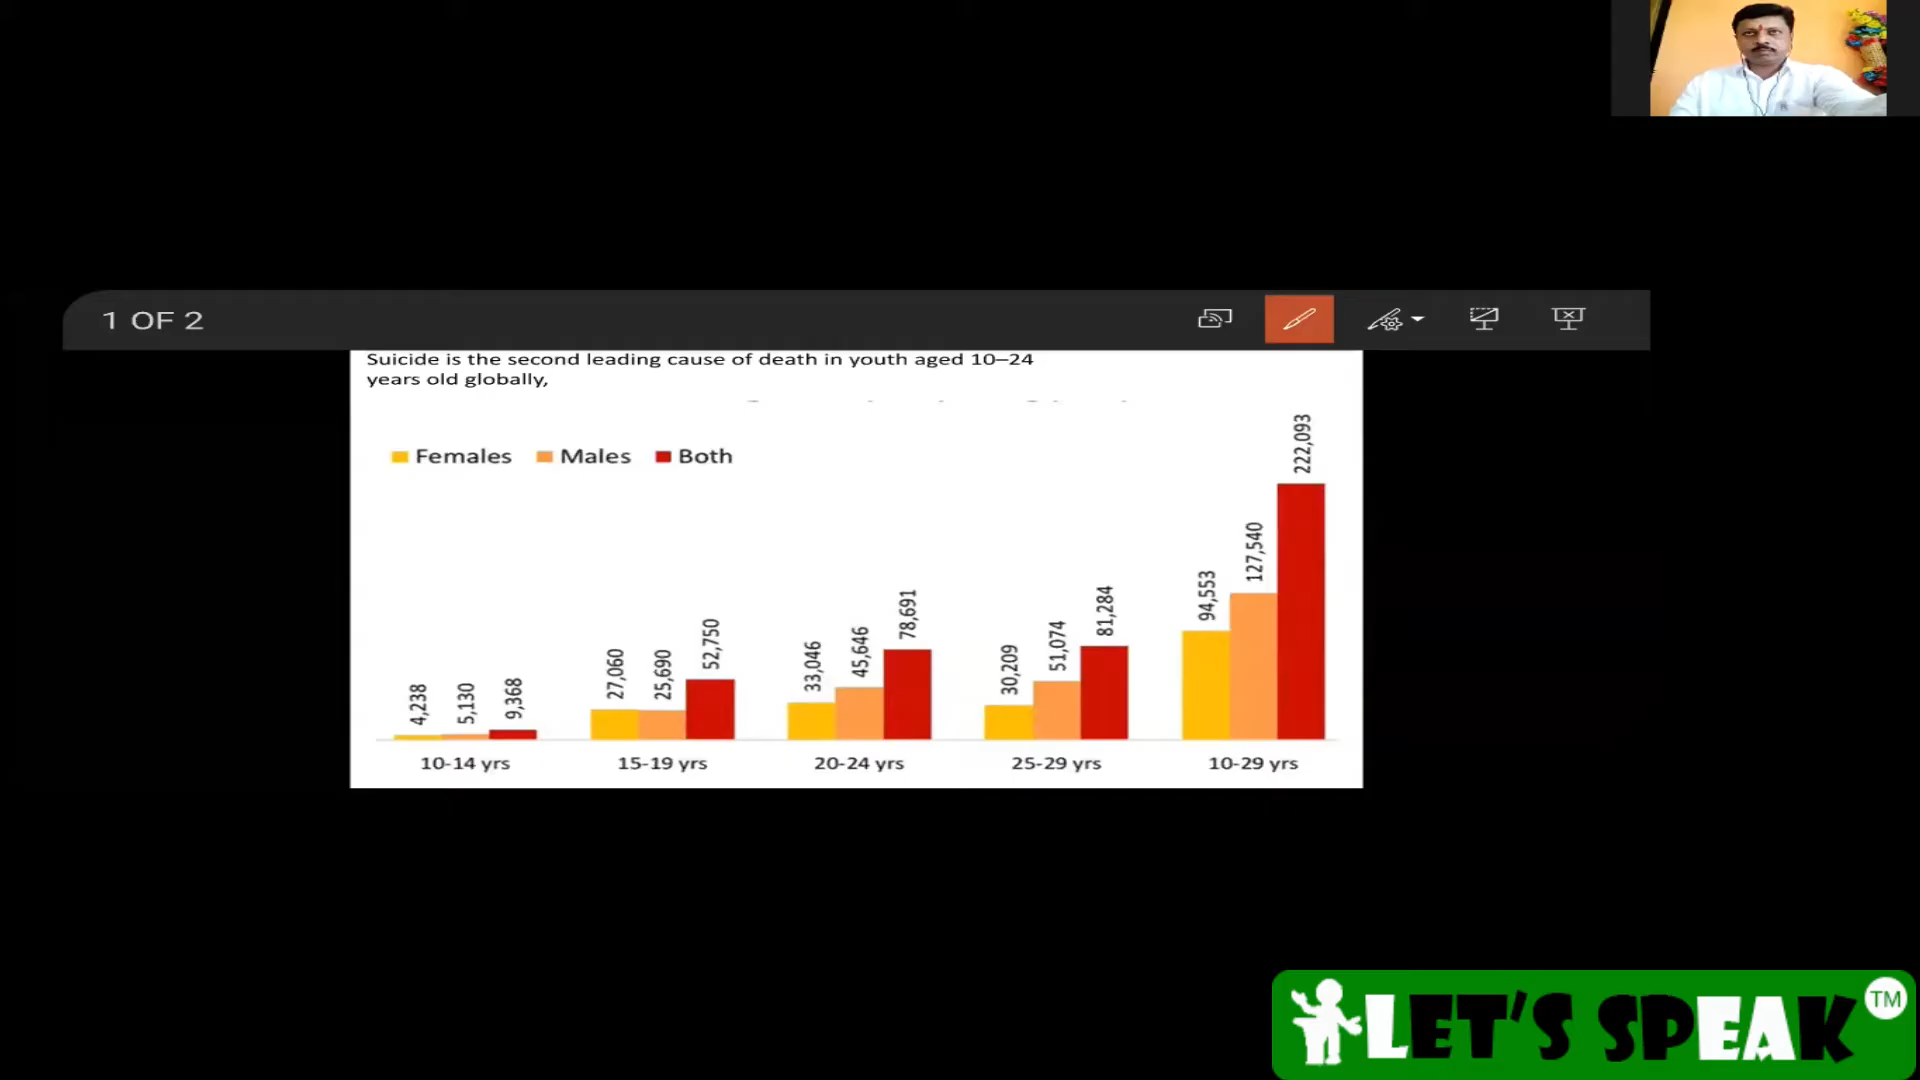 1 OF 2
Suicide is the second leading cause of death in youth aged 10–24
years old globally,
Females Males Both
4,238 5,130 9,368
27,060 25,690 52,750
33,046 45,646 78,691
30,209 51,074 81,284
94,553 127,540 222,093
10-14 yrs 15-19 yrs 20-24 yrs 25-29 yrs 10-29 yrs
LET'S SPEAK TM